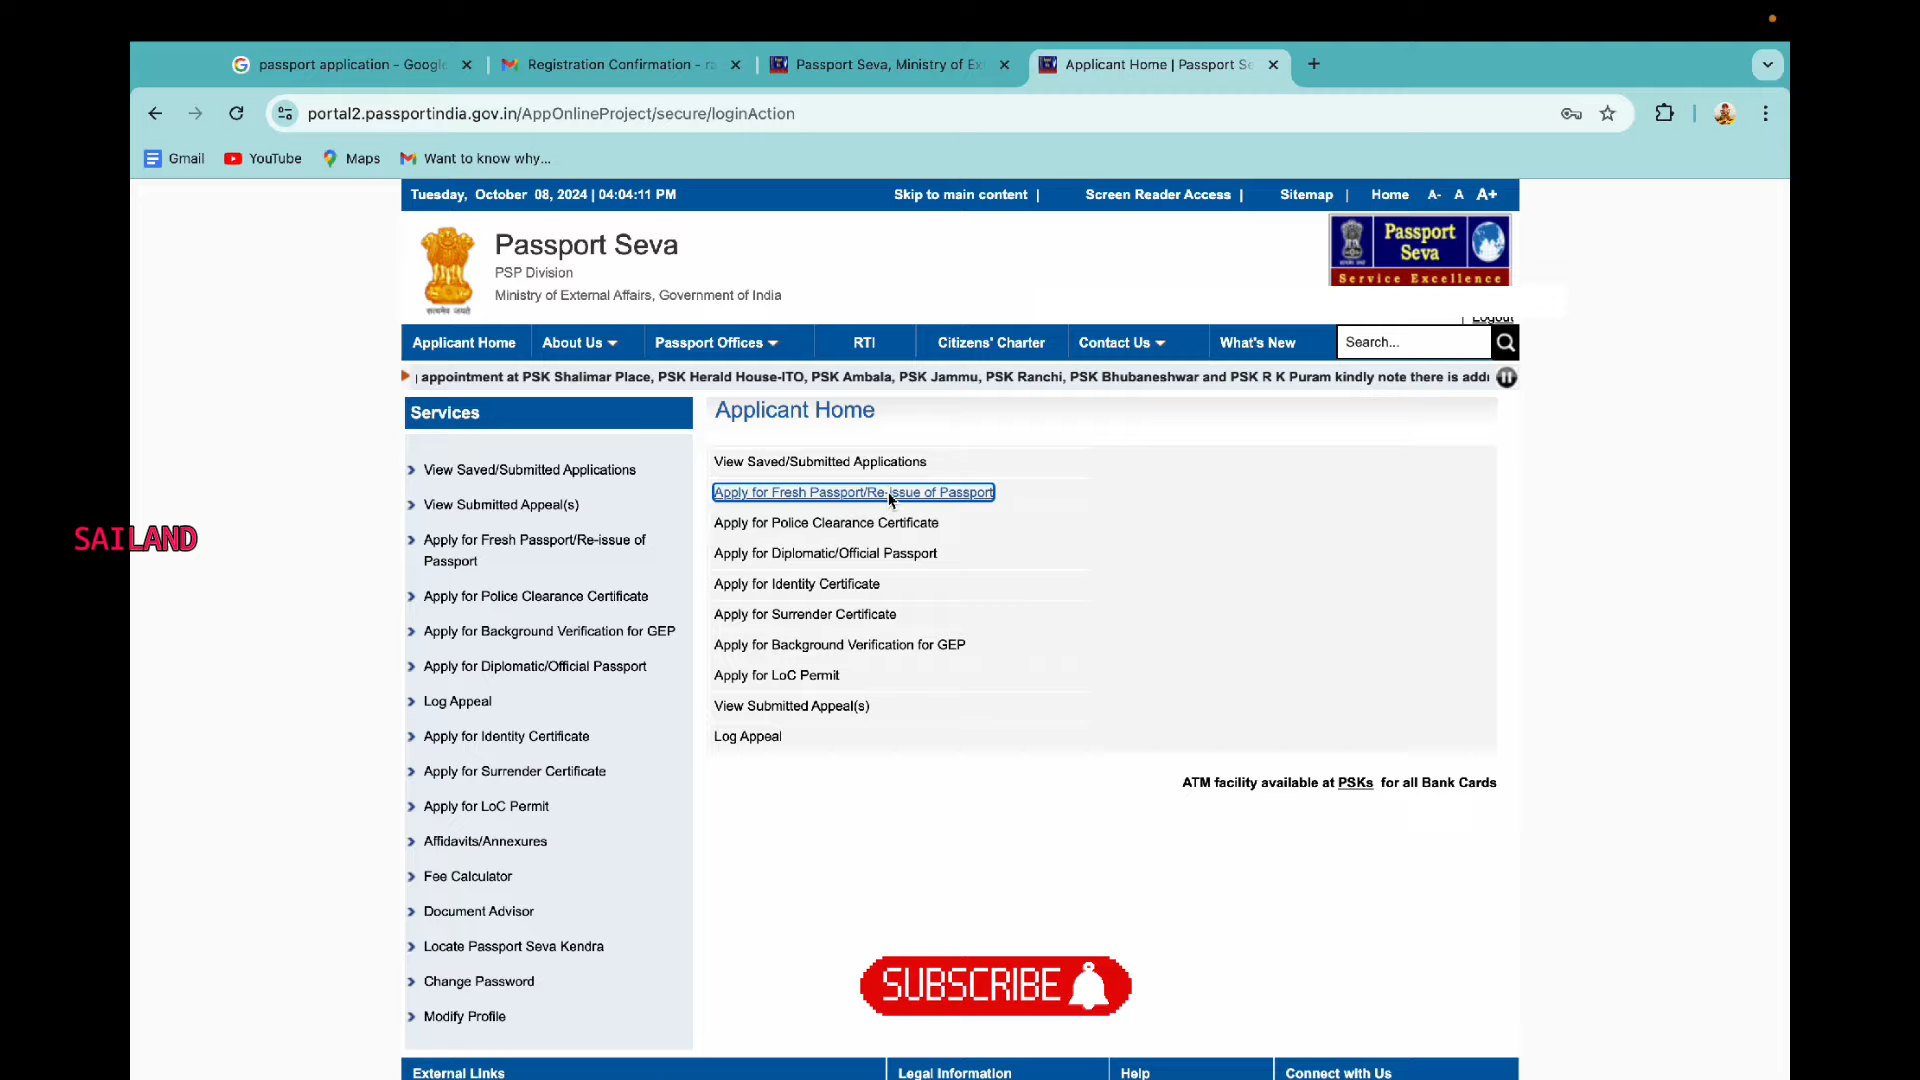 passport application - Googl
Registration Confirmation - ra
Passport Seva, Ministry of Ex
Applicant Home | Passport Se
portal2.passportindia.gov.in/AppOnlineProject/secure/loginAction
Gmail
YouTube
Maps
Want to know why...
Tuesday, October 08, 2024 | 04:04:11 PM
Skip to main content |
Screen Reader Access |
Sitemap |
Home
A-
A
A+
सत्यमेव जयते
Passport Seva
PSP Division
Ministry of External Affairs, Government of India
Passport
Seva
Service Excellence
| Logout
Applicant Home
About Us
Passport Offices
RTI
Citizens' Charter
Contact Us
What's New
Search...
appointment at PSK Shalimar Place, PSK Herald House-ITO, PSK Ambala, PSK Jammu, PSK Ranchi, PSK Bhubaneshwar and PSK R K Puram kindly note there is addi
Services
View Saved/Submitted Applications
View Submitted Appeal(s)
Apply for Fresh Passport/Re-issue of
Passport
Apply for Police Clearance Certificate
Apply for Background Verification for GEP
Apply for Diplomatic/Official Passport
Log Appeal
Apply for Identity Certificate
Apply for Surrender Certificate
Apply for LoC Permit
Affidavits/Annexures
Fee Calculator
Document Advisor
Locate Passport Seva Kendra
Change Password
Modify Profile
Applicant Home
View Saved/Submitted Applications
Apply for Fresh Passport/Re-issue of Passport
Apply for Police Clearance Certificate
Apply for Diplomatic/Official Passport
Apply for Identity Certificate
Apply for Surrender Certificate
Apply for Background Verification for GEP
Apply for LoC Permit
View Submitted Appeal(s)
Log Appeal
ATM facility available at PSKs for all Bank Cards
SAILAND
SUBSCRIBE
External Links
Legal Information
Help
Connect with Us